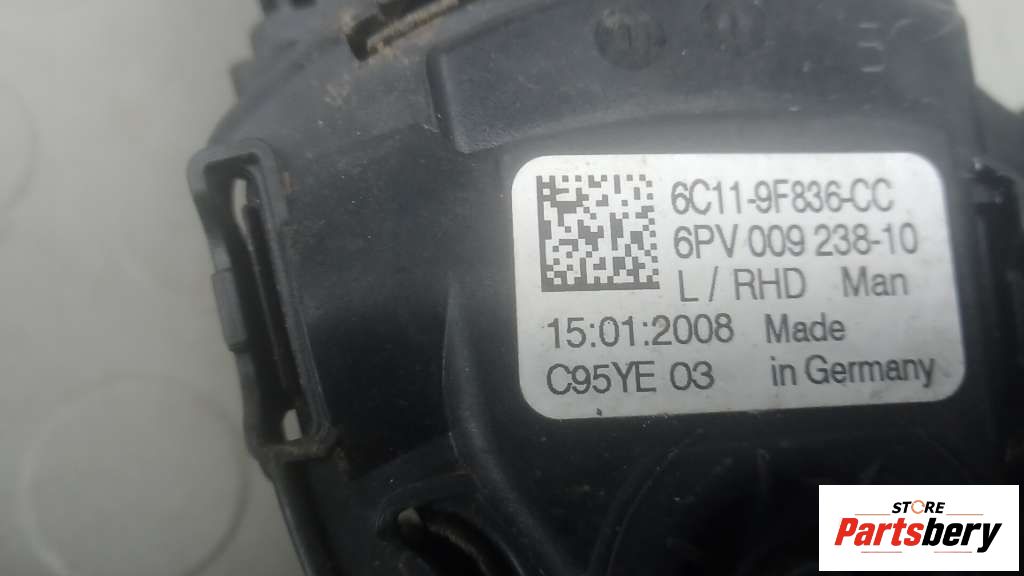 6C11-9F836-CC
6PV 009 238-10
L / RHD Man
15:01:2008 Made
C95YE 03 in Germany
STORE
Partsbery